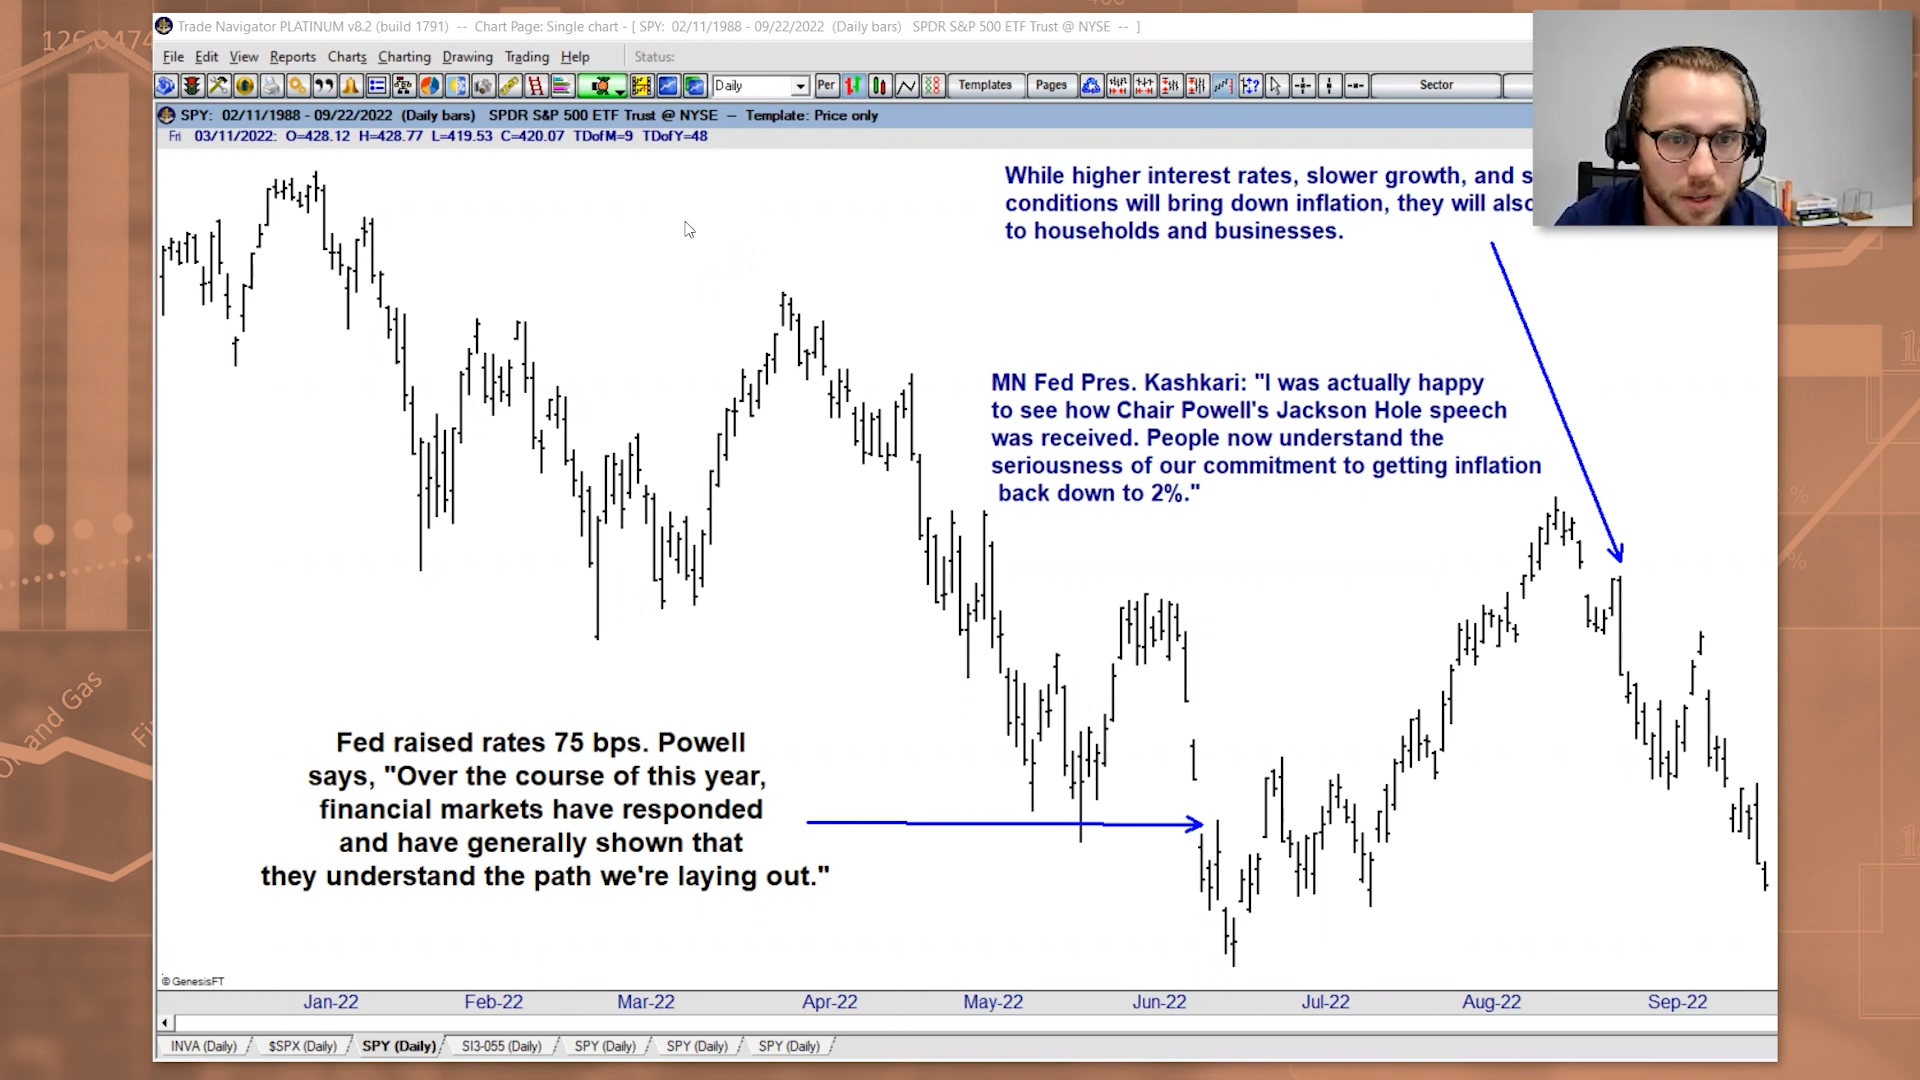 Trade Navigator PLATINUM v8.2 (build 1791) -- Chart Page: Single chart - [ SPY: 02/11/1988 - 09/22/2022 (Daily bars) SPDR S&P 500 ETF Trust @ NYSE -- ]
126,0474
File Edit View Reports Charts Charting Drawing Trading Help Status:
Daily Per Templates Pages Sector
SPY: 02/11/1988 - 09/22/2022 (Daily bars) SPDR S&P 500 ETF Trust @ NYSE — Template: Price only
Fri 03/11/2022: O=428.12 H=428.77 L=419.53 C=420.07 TDofM=9 TDofY=48
While higher interest rates, slower growth, and s
conditions will bring down inflation, they will also
to households and businesses.
MN Fed Pres. Kashkari: "I was actually happy
to see how Chair Powell's Jackson Hole speech
was received. People now understand the
seriousness of our commitment to getting inflation
back down to 2%."
Fed raised rates 75 bps. Powell
says, "Over the course of this year,
financial markets have responded
and have generally shown that
they understand the path we're laying out."
and Gas
© GenesisFT
Jan-22 Feb-22 Mar-22 Apr-22 May-22 Jun-22 Jul-22 Aug-22 Sep-22
INVA (Daily) $SPX (Daily) SPY (Daily) SI3-055 (Daily) SPY (Daily) SPY (Daily) SPY (Daily)